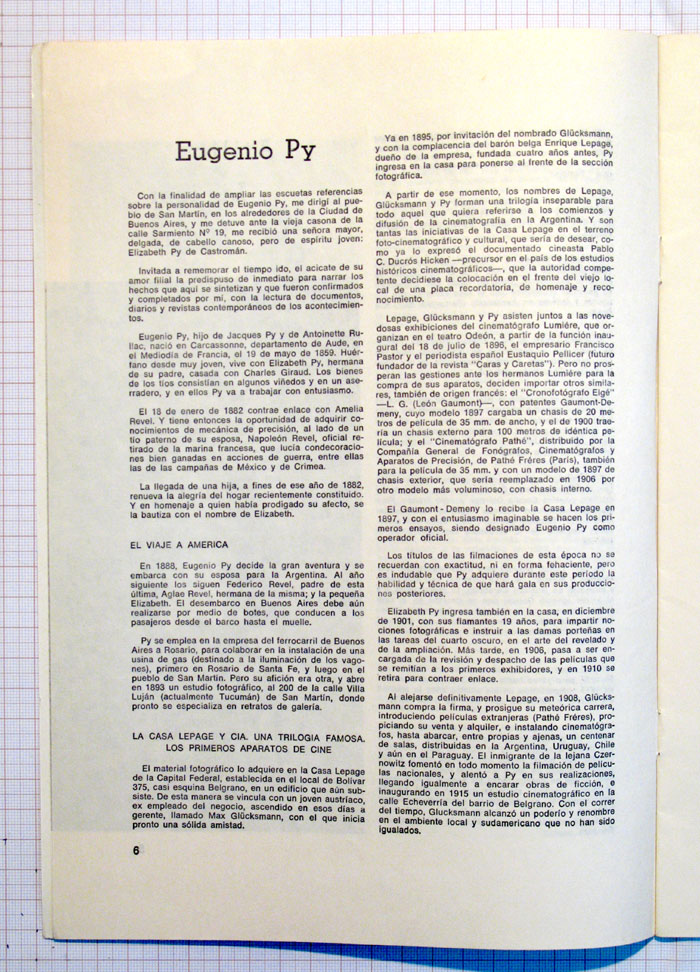 Eugenio Py
Con la finalidad de ampliar las escuetas referencias
sobre la personalidad de Eugenio Py, me dirigí al pue-
blo de San Martín, en los alrededores de la Ciudad de
Buenos Aires, y me detuve ante la vieja casona de la
calle Sarmiento Nº 19, me recibió una señora mayor,
delgada, de cabello canoso, pero de espíritu joven:
Elizabeth Py de Castromán.
Invitada a rememorar el tiempo ido, el acicate de su
amor filial la predispuso de inmediato para narrar los
hechos que aquí se sintetizan y que fueron confirmados
y completados por mí, con la lectura de documentos,
diarios y revistas contemporáneos de los acontecimien-
tos.
Eugenio Py, hijo de Jacques Py y de Antoinette Ru-
llac, nació en Carcassonne, departamento de Aude, en
el Mediodía de Francia, el 19 de mayo de 1859. Huér-
fano desde muy joven, vive con Elizabeth Py, hermana
de su padre, casada con Charles Giraud. Los bienes
de los tíos consistían en algunos viñedos y en un ase-
rradero, y en ellos Py va a trabajar con entusiasmo.
El 18 de enero de 1882 contrae enlace con Amelia
Revel. Y tiene entonces la oportunidad de adquirir co-
nocimientos de mecánica de precisión, al lado de un
tío paterno de su esposa, Napoleón Revel, oficial re-
tirado de la marina francesa, que lucía condecoracio-
nes bien ganadas en acciones de guerra, entre ellas
las de las campañas de México y de Crimea.
La llegada de una hija, a fines de ese año de 1882,
renueva la alegría del hogar recientemente constituido.
Y en homenaje a quien había prodigado su afecto, se
la bautiza con el nombre de Elizabeth.
EL VIAJE A AMERICA
En 1888, Eugenio Py decide la gran aventura y se
embarca con su esposa para la Argentina. Al año
siguiente los siguen Federico Revel, padre de esta
última, Aglae Revel, hermana de la misma; y la pequeña
Elizabeth. El desembarco en Buenos Aires debe aún
realizarse por medio de botes, que conducen a los
pasajeros desde el barco hasta el muelle.
Py se emplea en la empresa del ferrocarril de Buenos
Aires a Rosario, para colaborar en la instalación de una
usina de gas (destinado a la iluminación de los vago-
nes), primero en Rosario de Santa Fe, y luego en el
pueblo de San Martín. Pero su afición era otra, y abre
en 1893 un estudio fotográfico, al 200 de la calle Villa
Luján (actualmente Tucumán) de San Martín, donde
pronto se especializa en retratos de galería.
LA CASA LEPAGE Y CIA. UNA TRILOGIA FAMOSA.
LOS PRIMEROS APARATOS DE CINE
El material fotográfico lo adquiere en la Casa Lepage
de la Capital Federal, establecida en el local de Bolívar
375, casi esquina Belgrano, en un edificio que aún sub-
siste. De esta manera se vincula con un joven austríaco,
ex empleado del negocio, ascendido en esos días a
gerente, llamado Max Glücksmann, con el que inicia
pronto una sólida amistad.
6
Ya en 1895, por invitación del nombrado Glücksmann,
y con la complacencia del barón belga Enrique Lepage,
dueño de la empresa, fundada cuatro años antes, Py
ingresa en la casa para ponerse al frente de la sección
fotográfica.
A partir de ese momento, los nombres de Lepage,
Glücksmann y Py forman una trilogía inseparable para
todo aquel que quiera referirse a los comienzos y
difusión de la cinematografía en la Argentina. Y son
tantas las iniciativas de la Casa Lepage en el terreno
foto-cinematográfico y cultural, que sería de desear, co-
mo ya lo expresó el documentado cineasta Pablo
C. Ducrós Hicken —precursor en el país de los estudios
históricos cinematográficos—, que la autoridad compe-
tente decidiese la colocación en el frente del viejo lo-
cal de una placa recordatoria, de homenaje y reco-
nocimiento.
Lepage, Glücksmann y Py asisten juntos a las nove-
dosas exhibiciones del cinematógrafo Lumiére, que or-
ganizan en el teatro Odeón, a partir de la función inau-
gural del 18 de julio de 1896, el empresario Francisco
Pastor y el periodista español Eustaquio Pellicer (futuro
fundador de la revista "Caras y Caretas"). Pero no pros-
peran las gestiones ante los hermanos Lumiére para la
compra de sus aparatos, deciden importar otros simila-
res, también de origen francés: el "Cronofotógrafo Elgé"
—L. G. (León Gaumont)—, con patentes Gaumont-De-
meny, cuyo modelo 1897 cargaba un chasis de 20 me-
tros de película de 35 mm. de ancho, y el de 1900 trae-
ría un chasis externo para 100 metros de idéntica pe-
lícula; y el "Cinematógrafo Pathé", distribuido por la
Compañía General de Fonógrafos, Cinematógrafos y
Aparatos de Precisión, de Pathé Fréres (París), también
para la película de 35 mm. y con un modelo de 1897 de
chasis exterior, que sería reemplazado en 1906 por
otro modelo más voluminoso, con chasis interno.
El Gaumont - Demeny lo recibe la Casa Lepage en
1897, y con el entusiasmo imaginable se hacen los pri-
meros ensayos, siendo designado Eugenio Py como
operador oficial.
Los títulos de las filmaciones de esta época no se
recuerdan con exactitud, ni en forma fehaciente, pero
es indudable que Py adquiere durante este período la
habilidad y técnica de que hará gala en sus produccio-
nes posteriores.
Elizabeth Py ingresa también en la casa, en diciembre
de 1901, con sus flamantes 19 años, para impartir no-
ciones fotográficas e instruir a las damas porteñas en
las tareas del cuarto oscuro, en el arte del revelado y
de la ampliación. Más tarde, en 1906, pasa a ser en-
cargada de la revisión y despacho de las películas que
se remitían a los primeros exhibidores, y en 1910 se
retira para contraer enlace.
Al alejarse definitivamente Lepage, en 1908, Glücks-
mann compra la firma, y prosigue su meteórica carrera,
introduciendo películas extranjeras (Pathé Fréres), pro-
piciando su venta y alquiler, e instalando cinematógra-
fos, hasta abarcar, entre propias y ajenas, un centenar
de salas, distribuidas en la Argentina, Uruguay, Chile
y aún en el Paraguay. El inmigrante de la lejana Czer-
nowitz fomentó en todo momento la filmación de pelícu-
las nacionales, y alentó a Py en sus realizaciones,
llegando igualmente a encarar obras de ficción, e
inaugurando en 1915 un estudio cinematográfico en la
calle Echeverría del barrio de Belgrano. Con el correr
del tiempo, Glucksmann alcanzó un poderío y renombre
en el ambiente local y sudamericano que no han sido
igualados.